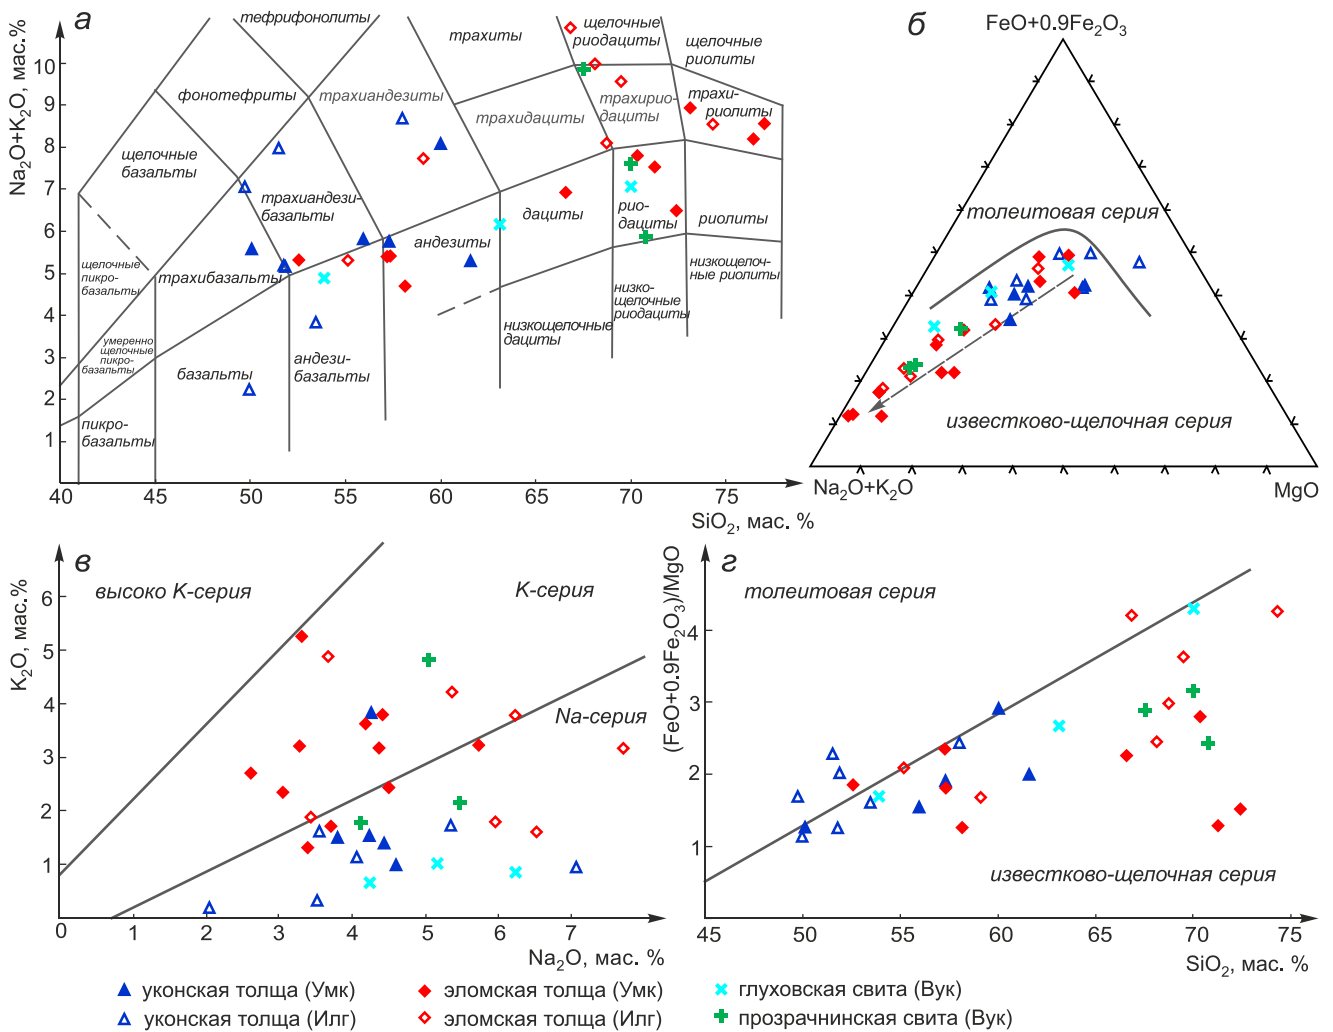 а
Na₂O+K₂O, мас. %
10
9
8
7
6
5
4
3
2
1
40
45
50
55
60
65
70
75
SiO₂, мас. %
тефрифонолиты
фонотефриты
щелочные
базальты
трахиандезиты
трахиты
щелочные
риодациты
щелочные
риолиты
трахидациты
трахирио-
дациты
трахи-
риолиты
трахиандези-
базальты
трахибазальты
щелочные
пикро-
базальты
умеренно
щелочные
пикро-
базальты
пикро-
базальты
базальты
андези-
базальты
андезиты
дациты
рио-
дациты
риолиты
низкощелочные
дациты
низко-
щелочные
риодациты
низкощелоч-
ные риолиты
б
FeO+0.9Fe₂O₃
толеитовая серия
известково-щелочная серия
Na₂O+K₂O
MgO
в
K₂O, мас.%
6
5
4
3
2
1
0
1
2
3
4
5
6
7
Na₂O, мас. %
высоко K-серия
K-серия
Na-серия
г
(FeO+0.9Fe₂O₃)/MgO
4
3
2
1
45
50
55
60
65
70
75
SiO₂, мас. %
толеитовая серия
известково-щелочная серия
уконская толща (Умк)
уконская толща (Илг)
эломская толща (Умк)
эломская толща (Илг)
глуховская свита (Вук)
прозрачнинская свита (Вук)